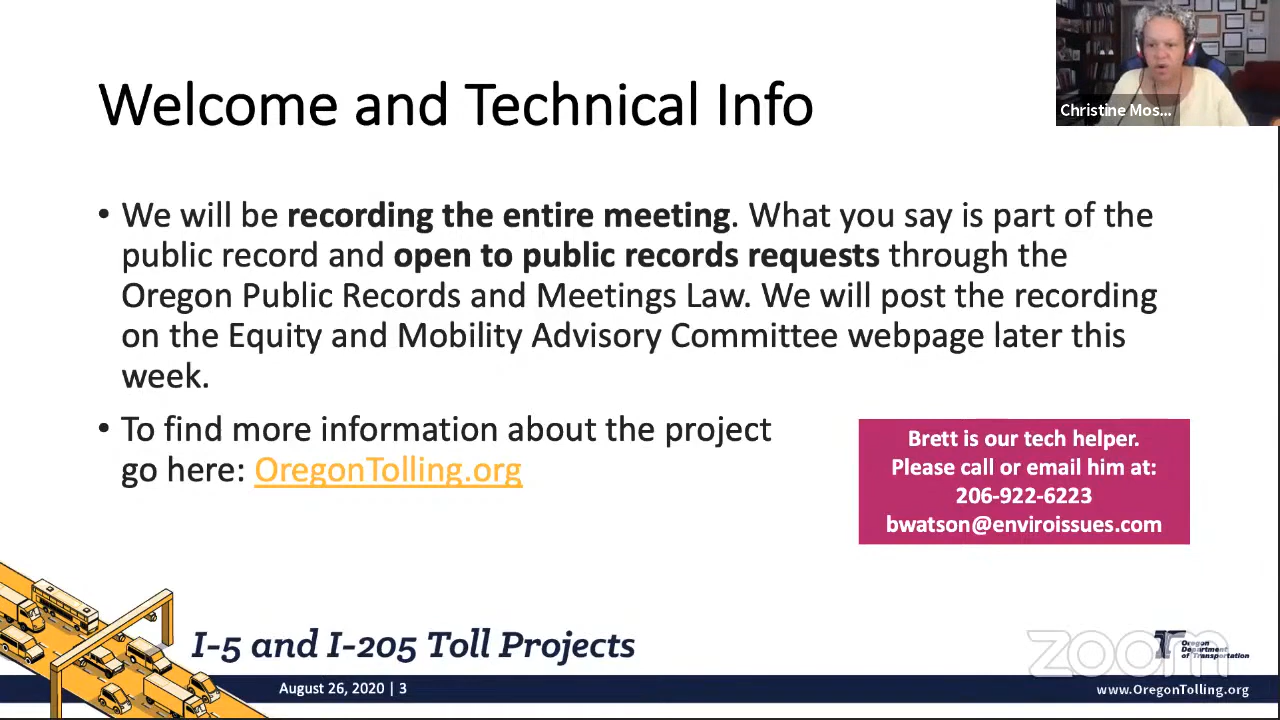 Welcome and Technical Info
Christine Mos...
• We will be recording the entire meeting. What you say is part of the
public record and open to public records requests through the
Oregon Public Records and Meetings Law. We will post the recording
on the Equity and Mobility Advisory Committee webpage later this
week.
• To find more information about the project
go here: OregonTolling.org
Brett is our tech helper.
Please call or email him at:
206-922-6223
bwatson@enviroissues.com
I-5 and I-205 Toll Projects
Oregon
Department
of Transportation
zoom
August 26, 2020 | 3
www.OregonTolling.org